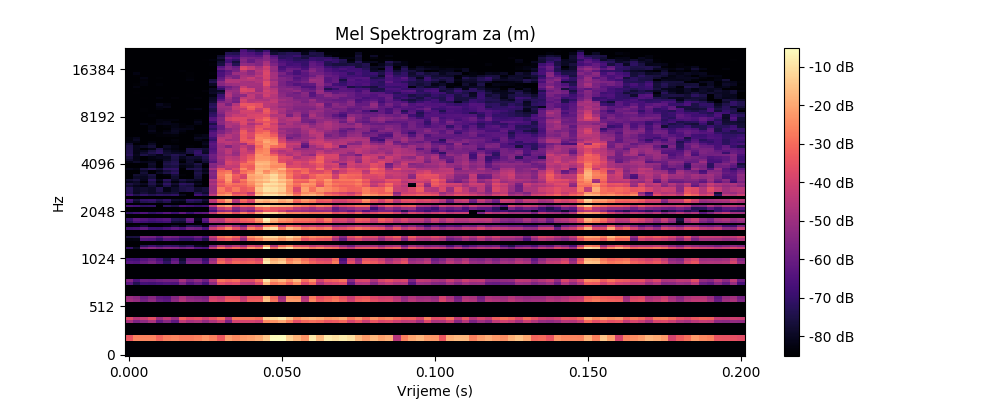 Mel Spektrogram za (m)
16384
8192
4096
2048
1024
512
0
Hz
0.000
0.050
0.100
0.150
0.200
Vrijeme (s)
-10 dB
-20 dB
-30 dB
-40 dB
-50 dB
-60 dB
-70 dB
-80 dB